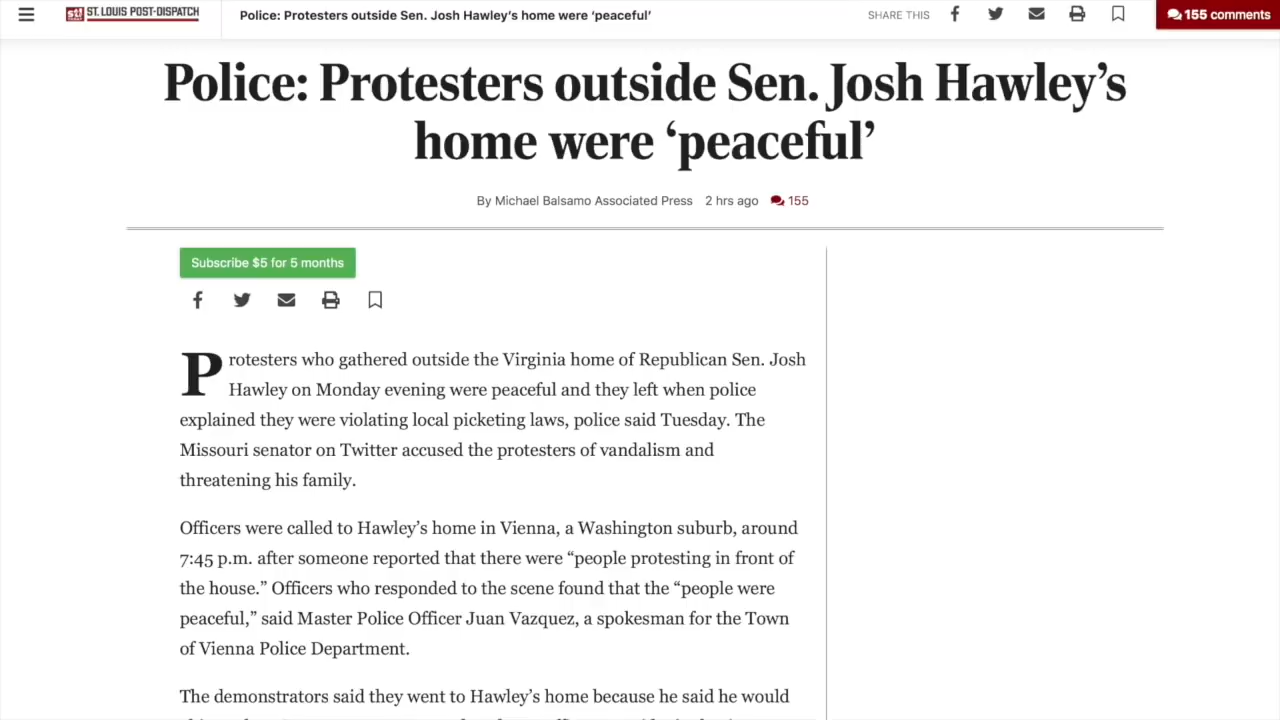 ST. LOUIS POST-DISPATCH
Police: Protesters outside Sen. Josh Hawley’s home were ‘peaceful’
SHARE THIS
155 comments
Police: Protesters outside Sen. Josh Hawley’s
home were ‘peaceful’
By Michael Balsamo Associated Press 2 hrs ago 155
Subscribe $5 for 5 months
Protesters who gathered outside the Virginia home of Republican Sen. Josh
Hawley on Monday evening were peaceful and they left when police
explained they were violating local picketing laws, police said Tuesday. The
Missouri senator on Twitter accused the protesters of vandalism and
threatening his family.
Officers were called to Hawley’s home in Vienna, a Washington suburb, around
7:45 p.m. after someone reported that there were “people protesting in front of
the house.” Officers who responded to the scene found that the “people were
peaceful,” said Master Police Officer Juan Vazquez, a spokesman for the Town
of Vienna Police Department.
The demonstrators said they went to Hawley’s home because he said he would